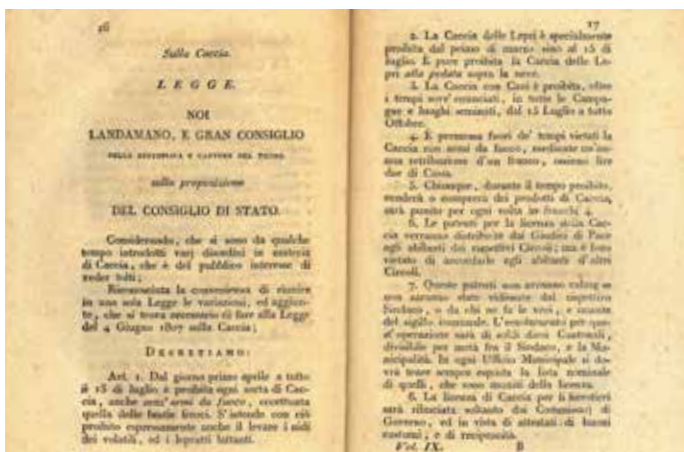 16
Sulla Caccia.
LEGGE.
NOI
LANDAMANO, E GRAN CONSIGLIO
DELLA REPUBBLICA E CANTONE DEL TICINO
sulla proposizione
DEL CONSIGLIO DI STATO.
Considerando, che si sono da qualche
tempo introdotti varj disordini in materia
di Caccia, che è del pubblico interesse di
veder tolti;
Riconosciuta la convenienza di riunire
in una sola Legge le variazioni, ed aggiun-
te, che si trova necessario di fare alla Legge
del 4 Giugno 1807 sulla Caccia;
DECRETIAMO:
Art. 1. Dal giorno primo aprile a tutto
il 15 di luglio è proibita ogni sorta di Cac-
cia, anche senz'armi da fuoco, eccettuata
quella delle bestie feroci. S'intende con ciò
proibito espressamente anche il levare i nidi
dei volatili, ed i lepratti lattanti.
17
2. La Caccia delle Lepri è specialmente
proibita dal primo di marzo sino al 15 di
luglio. E pure proibita la Caccia delle Le-
pri alla pedata sopra la neve.
3. La Caccia con Cani è proibita, oltre
i tempi sovr'enunciati, in tutte le Campa-
gne e luoghi seminati, dal 15 Luglio a tutto
Ottobre.
4. È permessa fuori de' tempi vietati la
Caccia con armi da fuoco, mediante un'an-
nua retribuzione d'un franco, ossieno lire
due di Cassa.
5. Chiunque, durante il tempo proibito,
venderà o comprerà dei prodotti di Caccia,
sarà punito per ogni volta in franchi 4.
6. Le patenti per la licenza della Cac-
cia verranno distribuite dai Giudici di Pace
agli abitanti dei rispettivi Circoli; ma è loro
vietato di accordarle agli abitanti d'altri
Circoli.
7. Queste patenti non avranno valore se
non saranno state vidimate dal rispettivo
Sindaco, o da chi ne fa le veci, e munite
del sigillo comunale. L'emolumento per que-
st'operazione sarà di soldi dieci Cantonali,
divisibile per metà fra il Sindaco, e la Mu-
nicipalità. In ogni Ufficio Municipale si do-
vrà tener sempre esposta la lista nominale
di quelli, che sono muniti della licenza.
8. La licenza di Caccia per li forestieri
sarà rilasciata soltanto dai Commissarj di
Governo, ed in vista di attestati di buoni
costumi, e di reciprocità.
Vol. IX. B